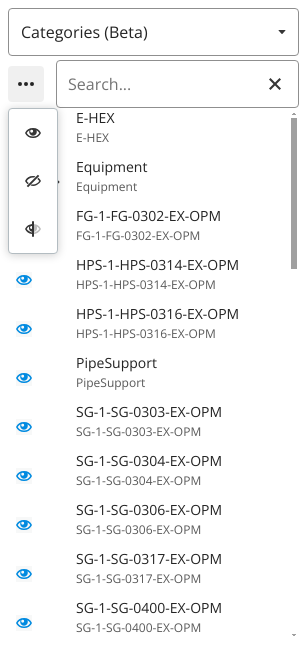 Categories (Beta)
Search...
E-HEX
E-HEX
Equipment
Equipment
FG-1-FG-0302-EX-OPM
FG-1-FG-0302-EX-OPM
HPS-1-HPS-0314-EX-OPM
HPS-1-HPS-0314-EX-OPM
HPS-1-HPS-0316-EX-OPM
HPS-1-HPS-0316-EX-OPM
PipeSupport
PipeSupport
SG-1-SG-0303-EX-OPM
SG-1-SG-0303-EX-OPM
SG-1-SG-0304-EX-OPM
SG-1-SG-0304-EX-OPM
SG-1-SG-0306-EX-OPM
SG-1-SG-0306-EX-OPM
SG-1-SG-0317-EX-OPM
SG-1-SG-0317-EX-OPM
SG-1-SG-0400-EX-OPM
SG-1-SG-0400-EX-OPM